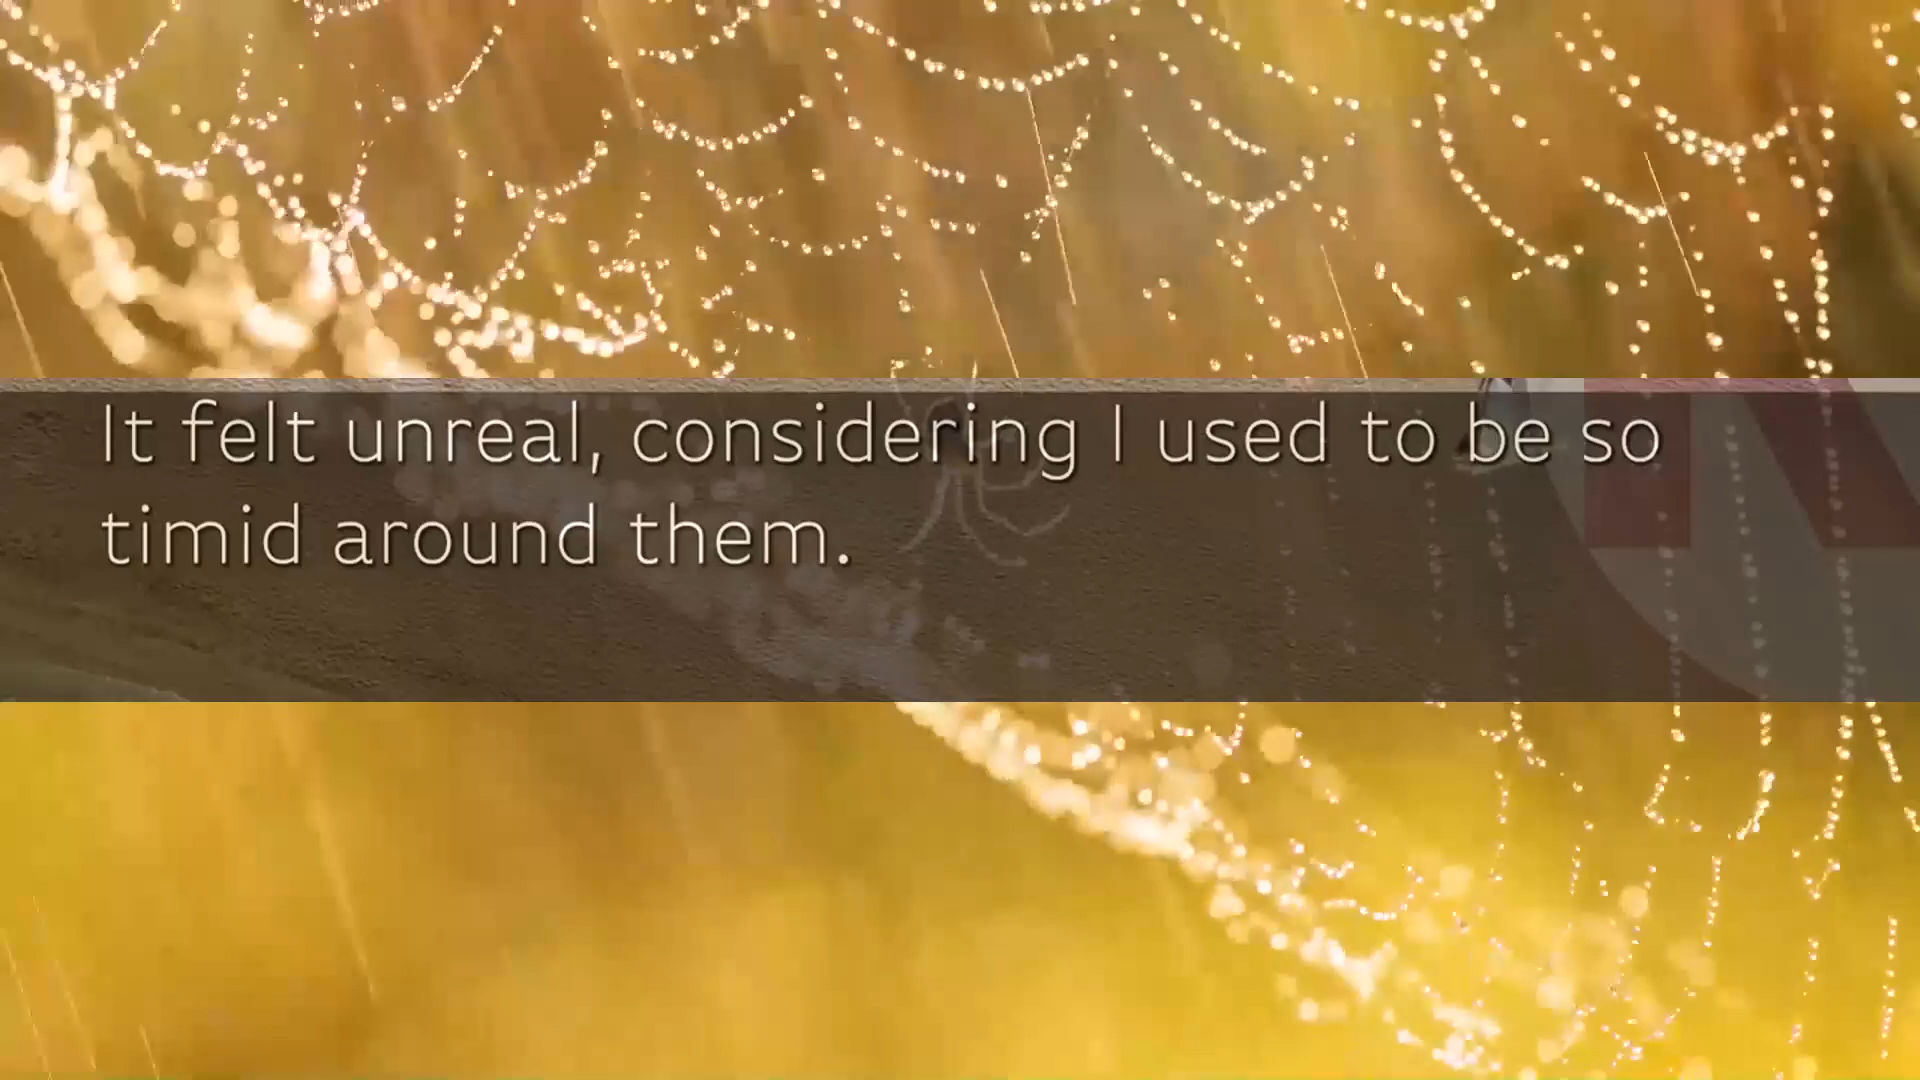 It felt unreal, considering I used to be so
timid around them.